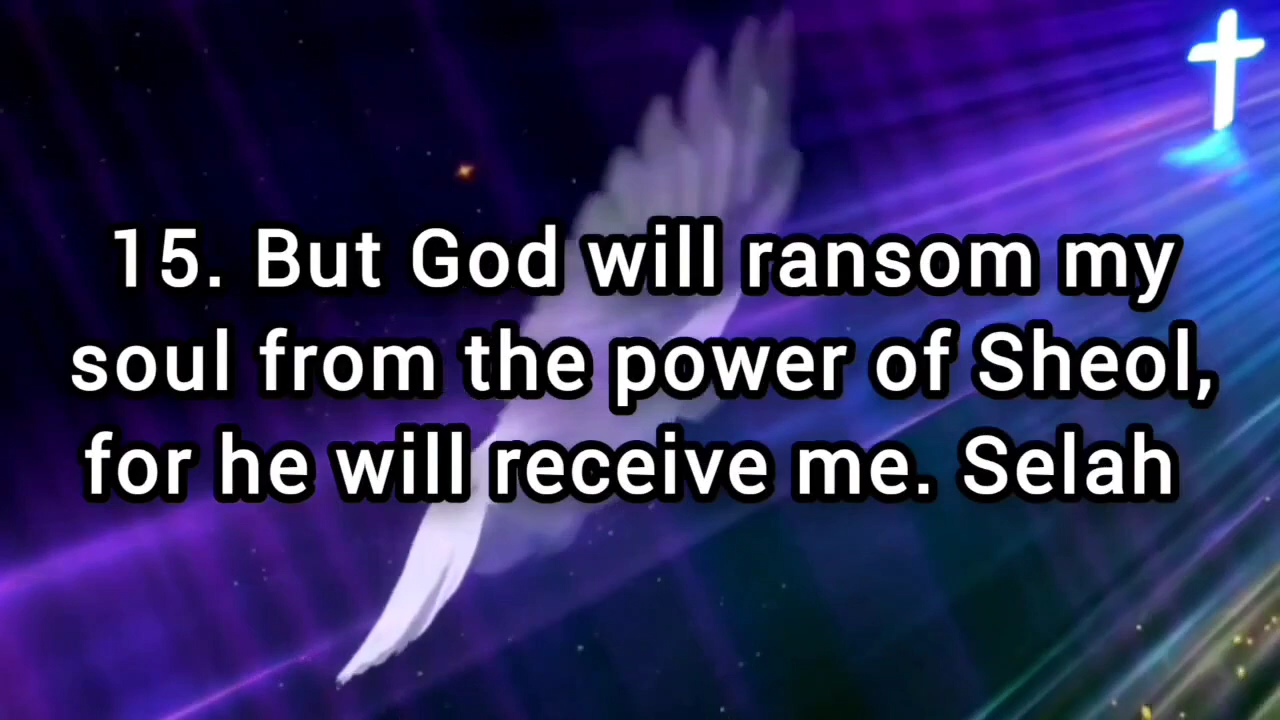 15. But God will ransom my
soul from the power of Sheol,
for he will receive me. Selah